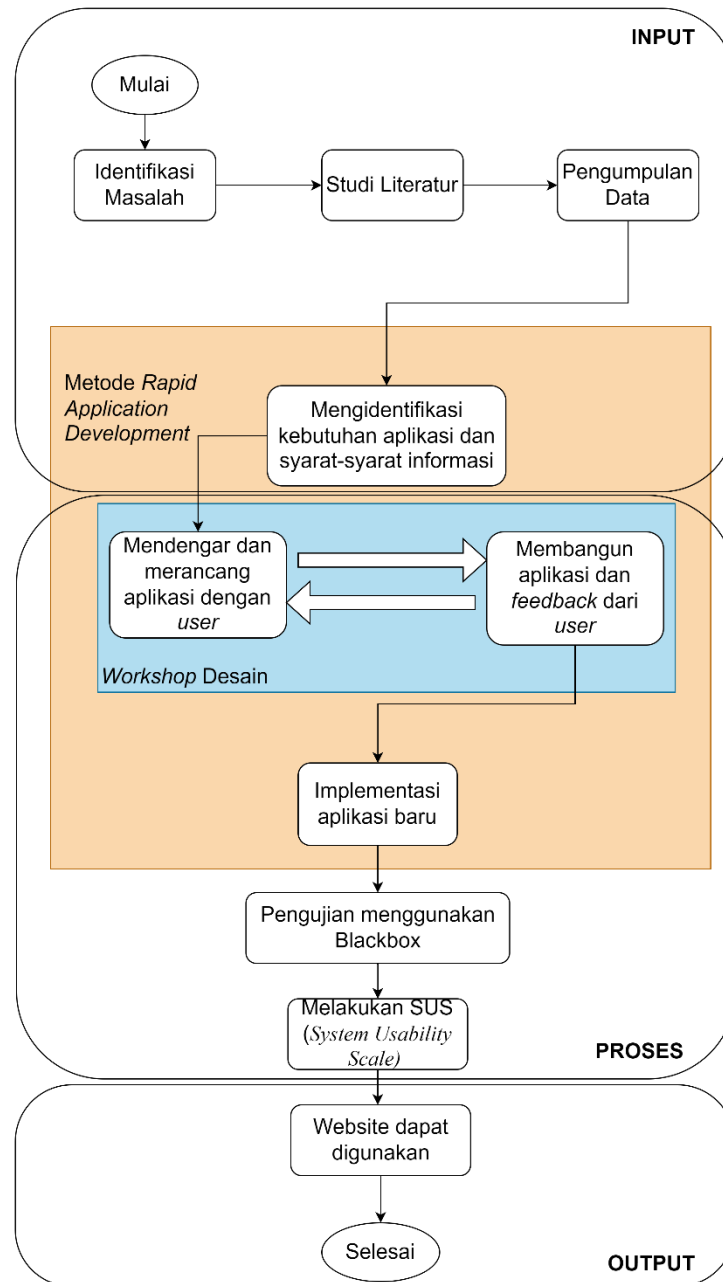 INPUT
Mulai
Identifikasi
Masalah
Studi Literatur
Pengumpulan
Data
Metode Rapid
Application
Development
Mengidentifikasi
kebutuhan aplikasi dan
syarat-syarat informasi
Mendengar dan
merancang
aplikasi dengan
user
Membangun
aplikasi dan
feedback dari
user
Workshop Desain
Implementasi
aplikasi baru
Pengujian menggunakan
Blackbox
Melakukan SUS
(System Usability
Scale)
PROSES
Website dapat
digunakan
Selesai
OUTPUT